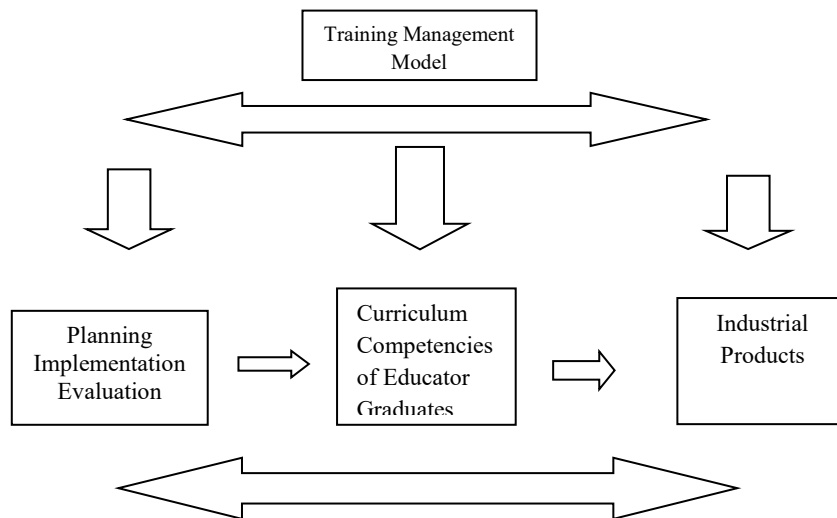 Training Management
Model
Planning
Implementation
Evaluation
Curriculum
Competencies
of Educator
Graduates
Industrial
Products